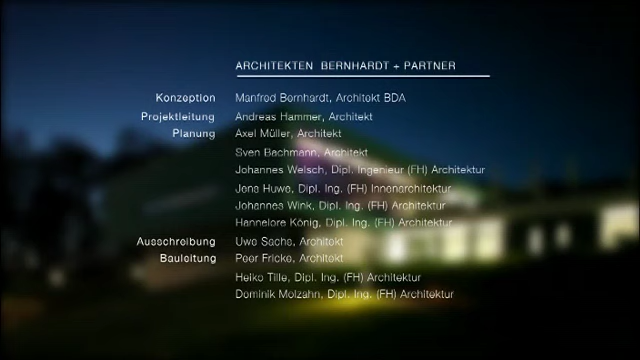 ARCHITEKTEN BERNHARDT + PARTNER
Konzeption Manfred Bernhardt, Architekt BDA
Projektleitung Andreas Hammer, Architekt
Planung Axel Müller, Architekt
Sven Bachmann, Architekt
Johannes Welsch, Dipl. Ingenieur (FH) Architektur
Jens Huwe, Dipl. Ing. (FH) Innenarchitektur
Johannes Wink, Dipl. Ing. (FH) Architektur
Hannelore König, Dipl. Ing. (FH) Architektur
Ausschreibung Uwe Sachs, Architekt
Bauleitung Peer Fricke, Architekt
Heiko Tille, Dipl. Ing. (FH) Architektur
Dominik Molzahn, Dipl. Ing. (FH) Architektur